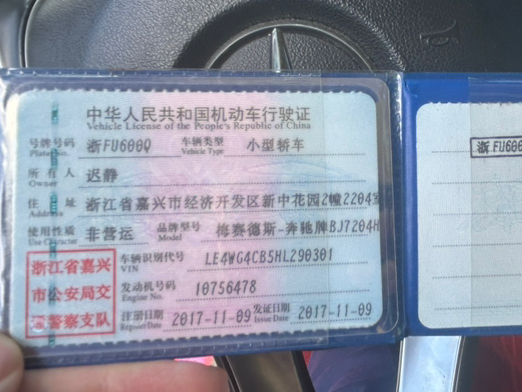 中华人民共和国机动车行驶证
Vehicle License of the People's Republic of China
号牌号码 浙FU600Q 车辆类型 小型轿车
Plate No. Vehicle Type
所有人 迟静
Owner
住址 浙江省嘉兴市经济开发区新中花园2幢2204室
Address
使用性质 非营运 品牌型号 梅赛德斯-奔驰牌BJ7204H
Use Character Model
浙江省嘉兴
市公安局交
通警察支队
车辆识别代号 LE4WG4CB5HL290301
VIN
发动机号码 10756478
Engine No.
注册日期 2017-11-09 发证日期 2017-11-09
Register Date Issue Date
浙FU600